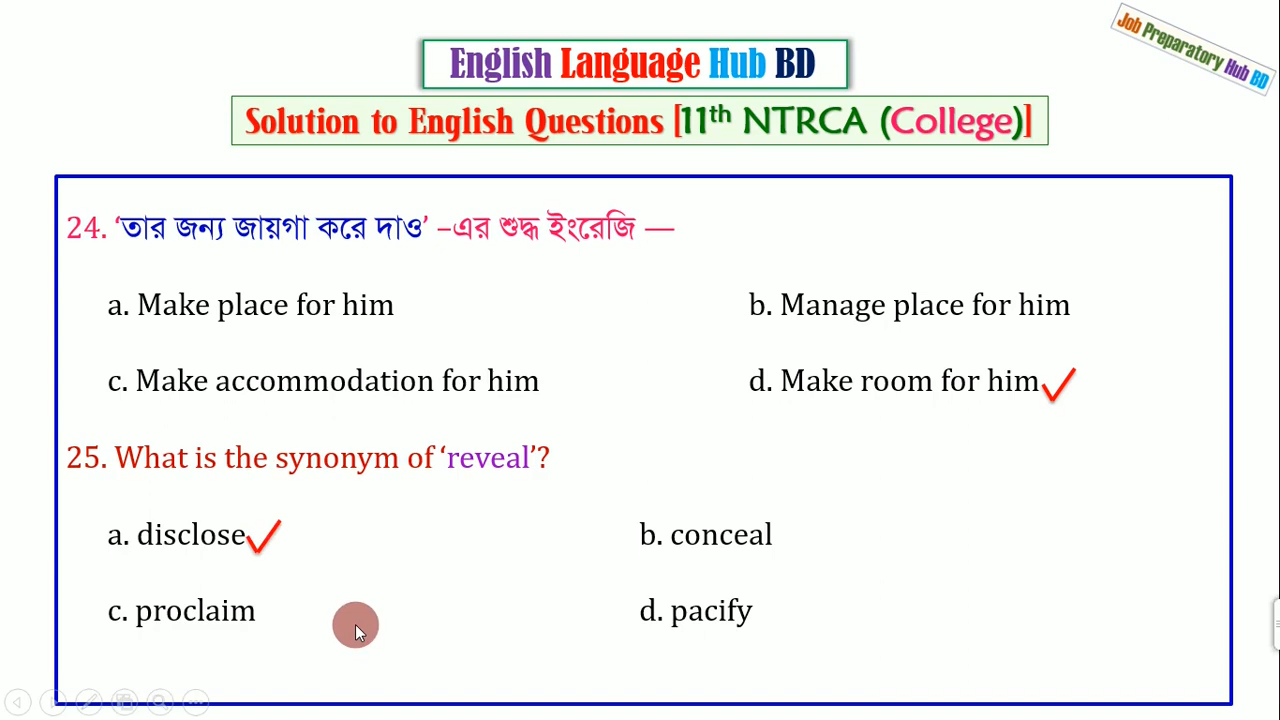 Job Preparatory Hub BD
English Language Hub BD
Solution to English Questions [11th NTRCA (College)]
24. ‘তার জন্য জায়গা করে দাও’ –এর শুদ্ধ ইংরেজি —
a. Make place for him b. Manage place for him
c. Make accommodation for him d. Make room for him
25. What is the synonym of ‘reveal’?
a. disclose b. conceal
c. proclaim d. pacify